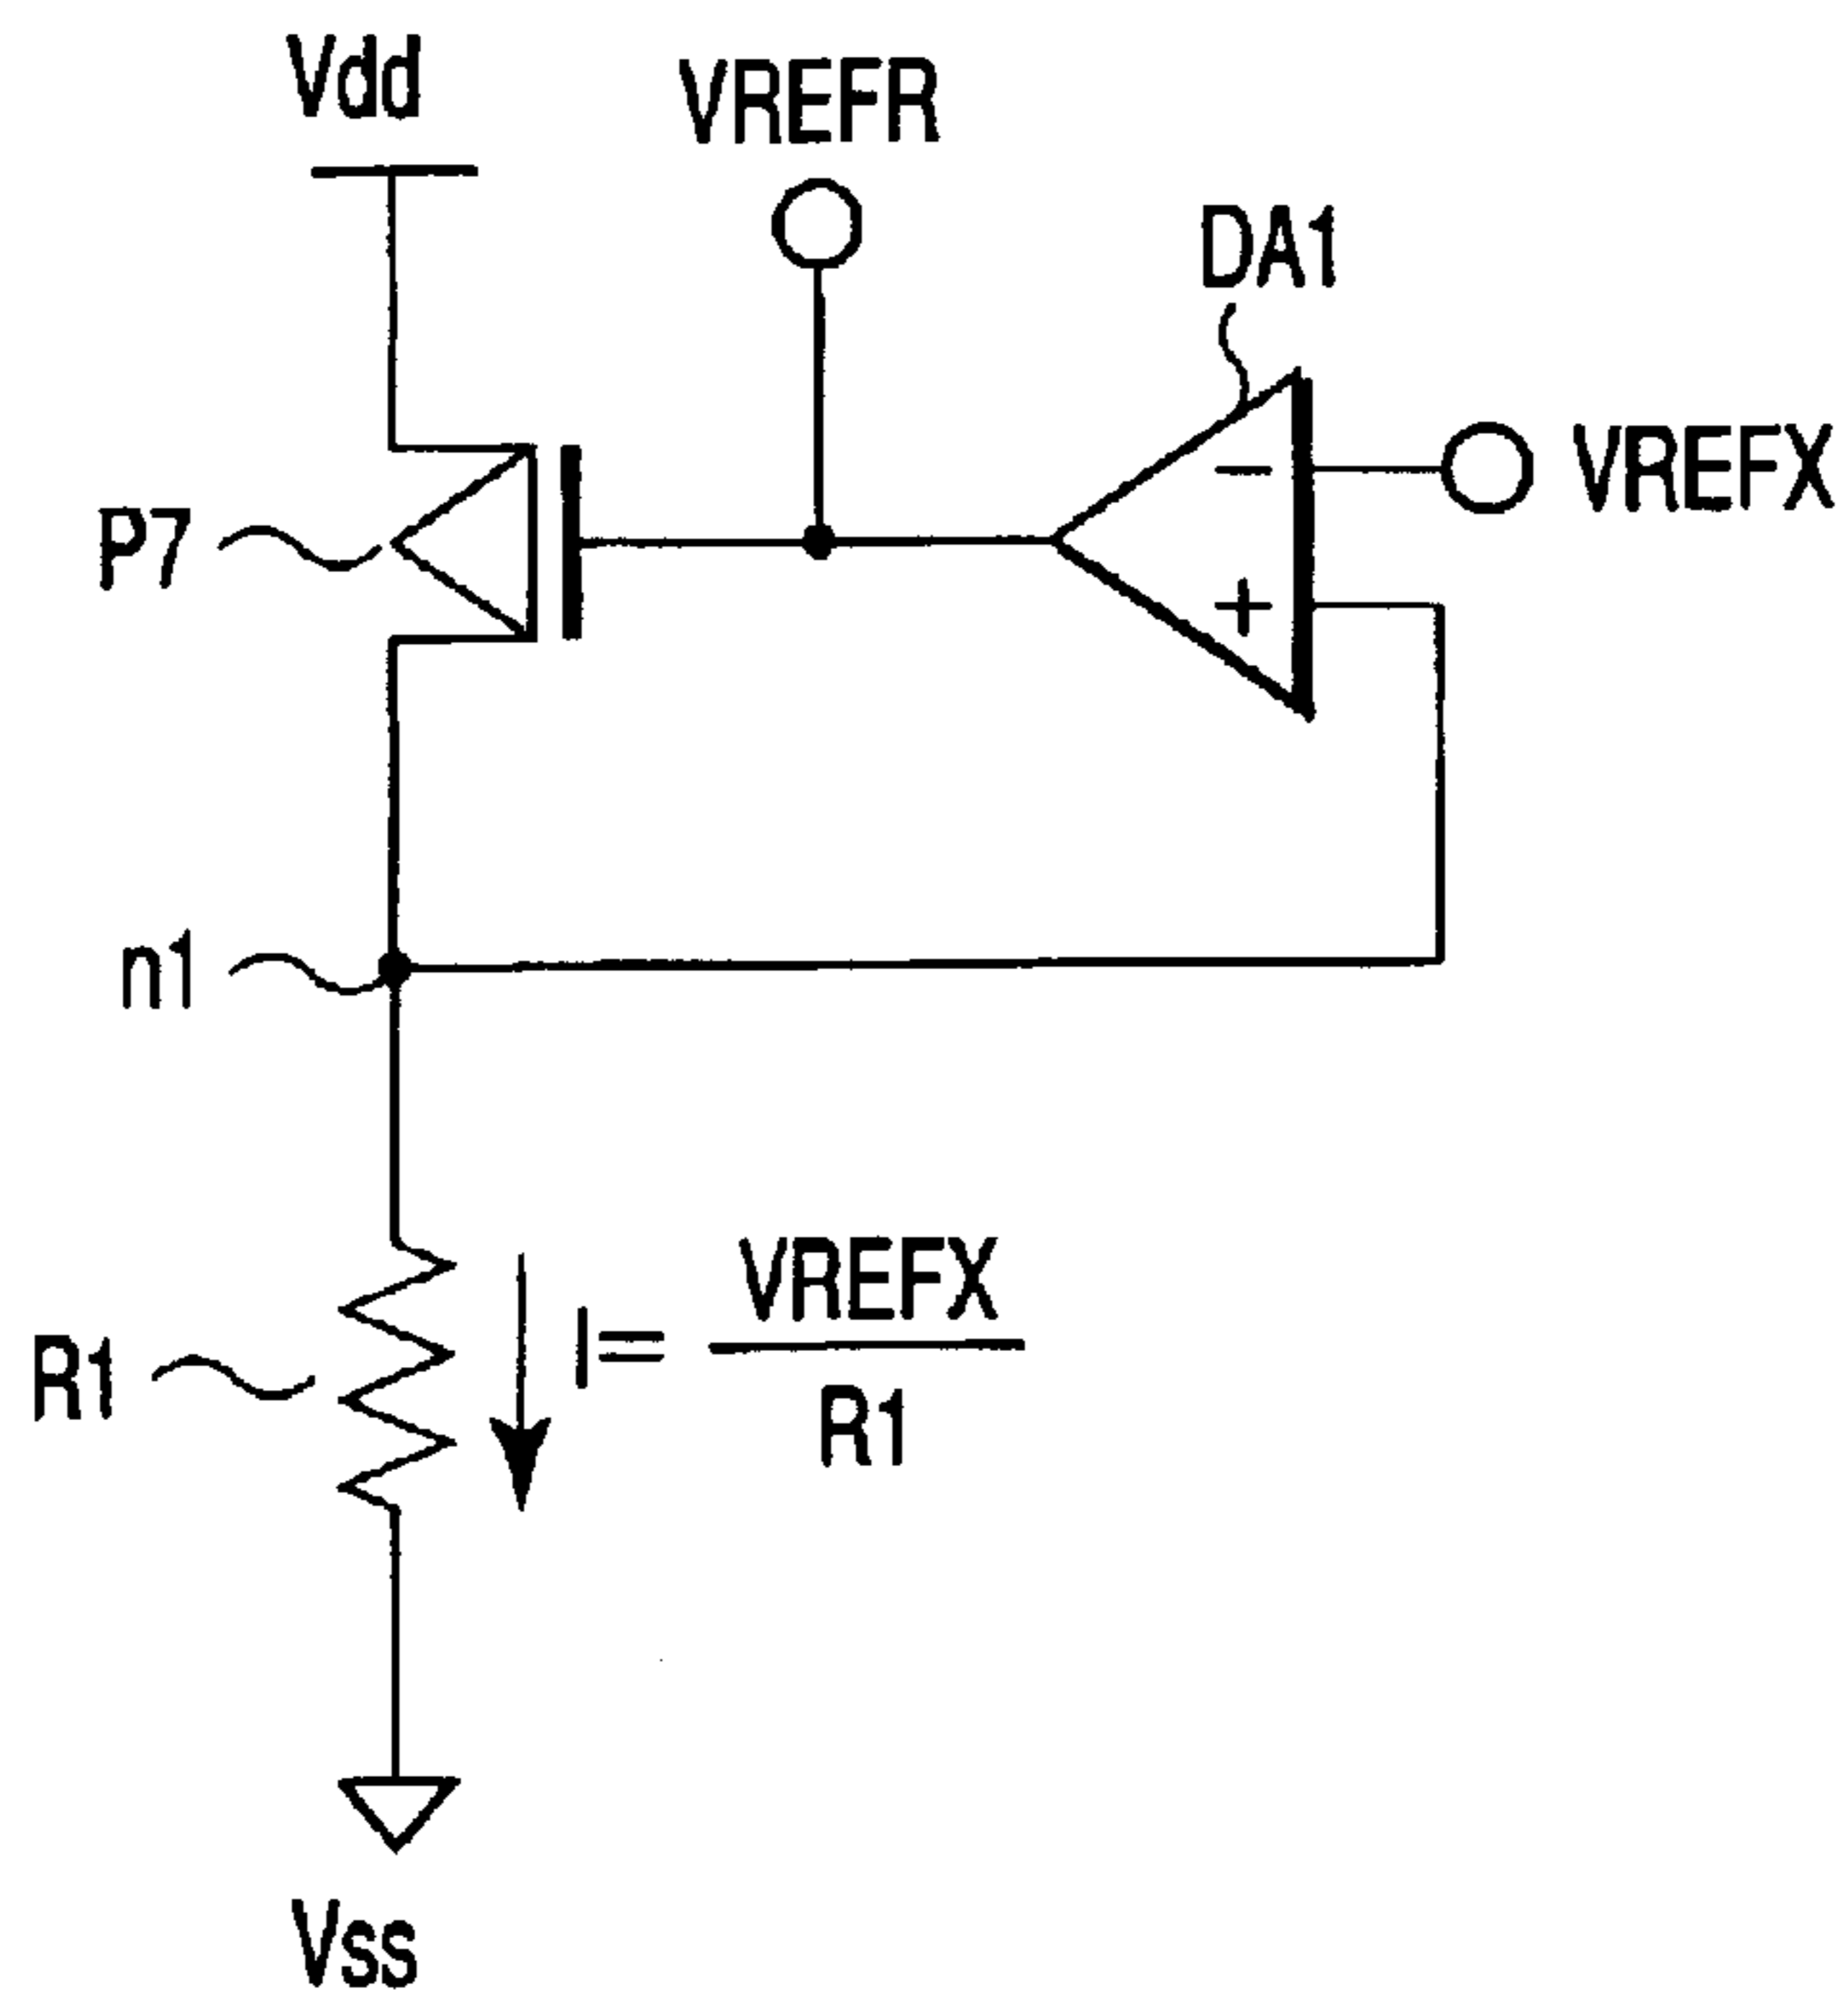 Vdd
VREFR
DA1
VREFX
−
P7
+
n1
R1
I= VREFX
R1
Vss